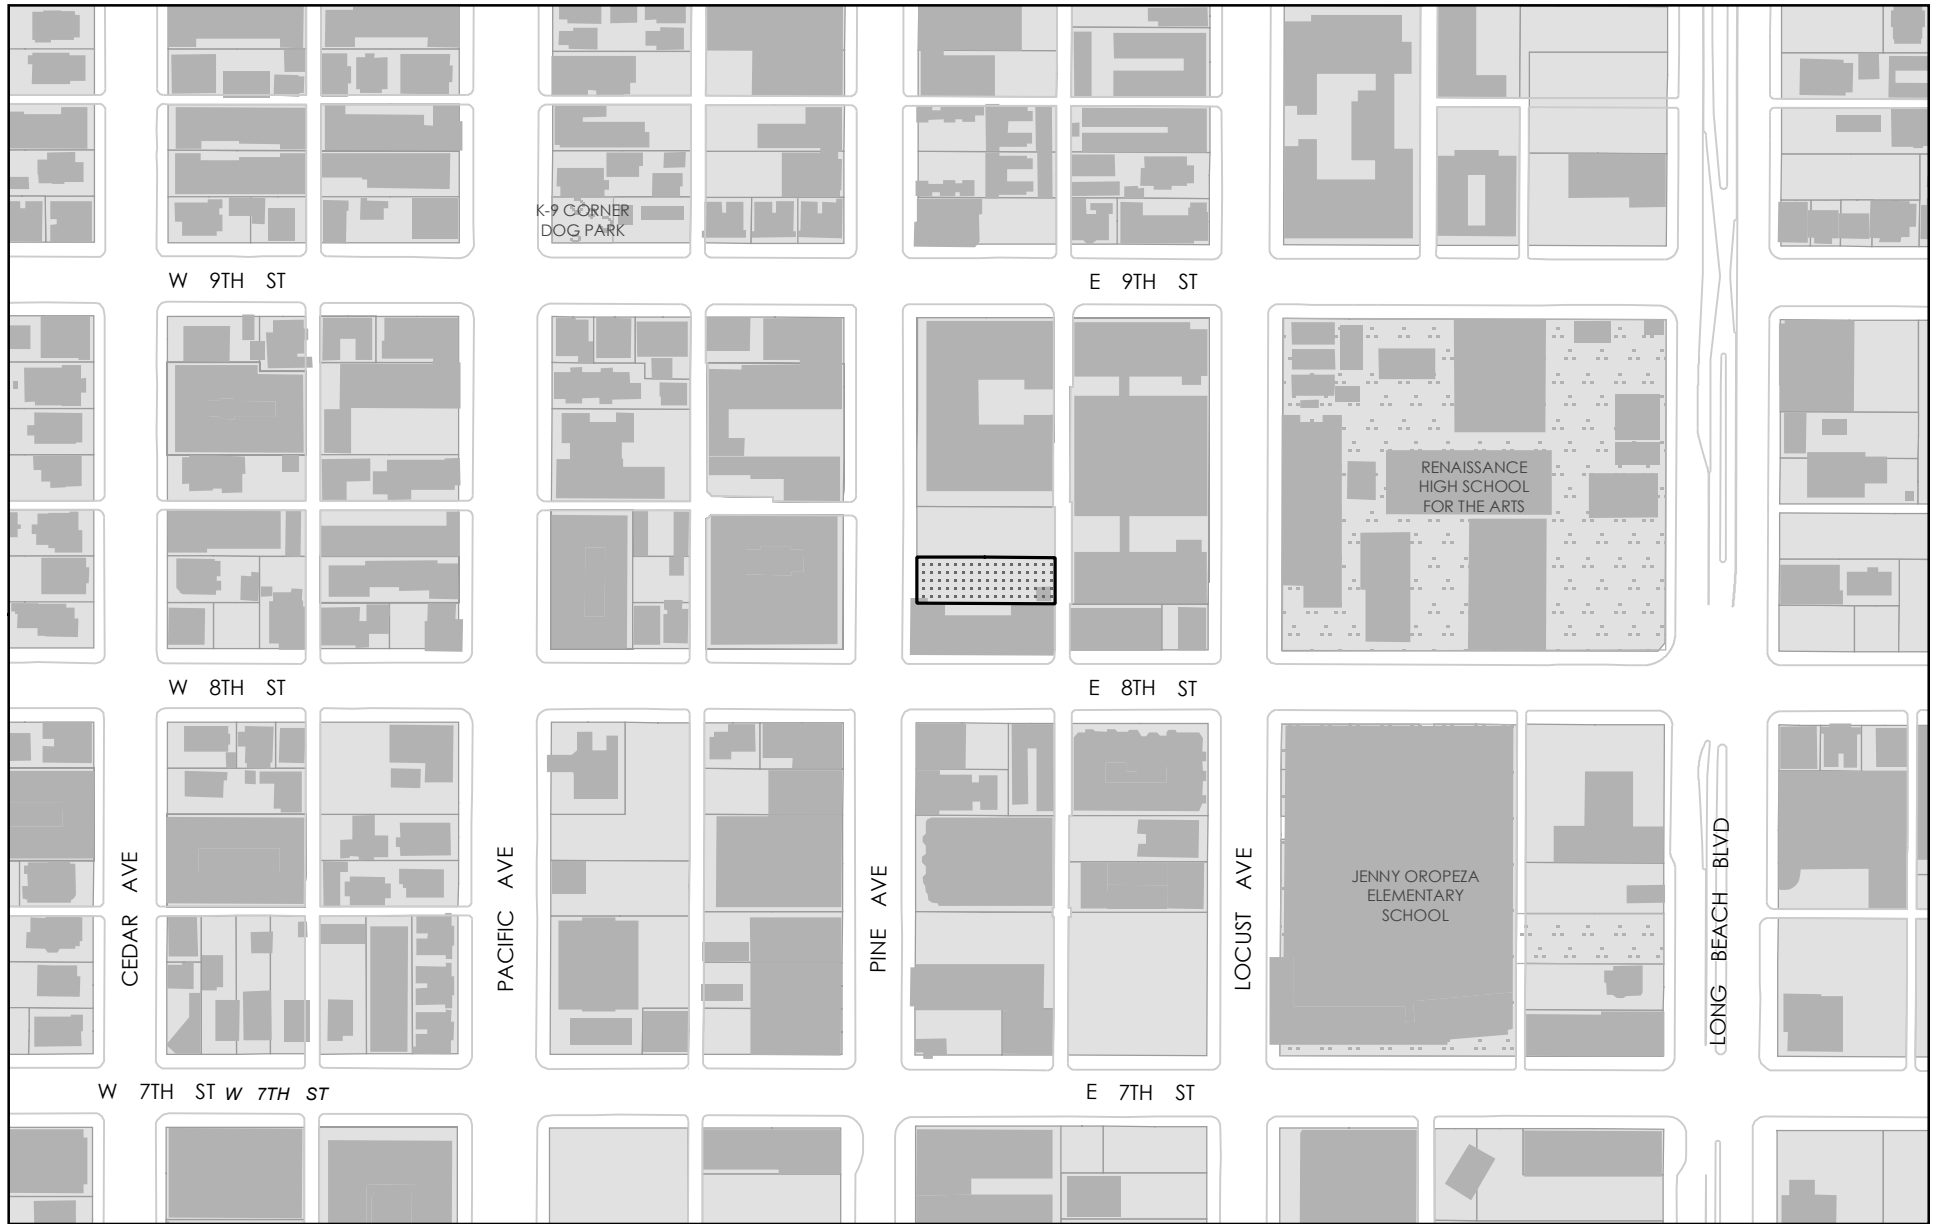 K-9 CORNER
DOG PARK
W 9TH ST
E 9TH ST
RENAISSANCE
HIGH SCHOOL
FOR THE ARTS
W 8TH ST
E 8TH ST
CEDAR AVE
PACIFIC AVE
PINE AVE
LOCUST AVE
JENNY OROPEZA
ELEMENTARY
SCHOOL
LONG BEACH BLVD
W 7TH ST
W 7TH ST
E 7TH ST